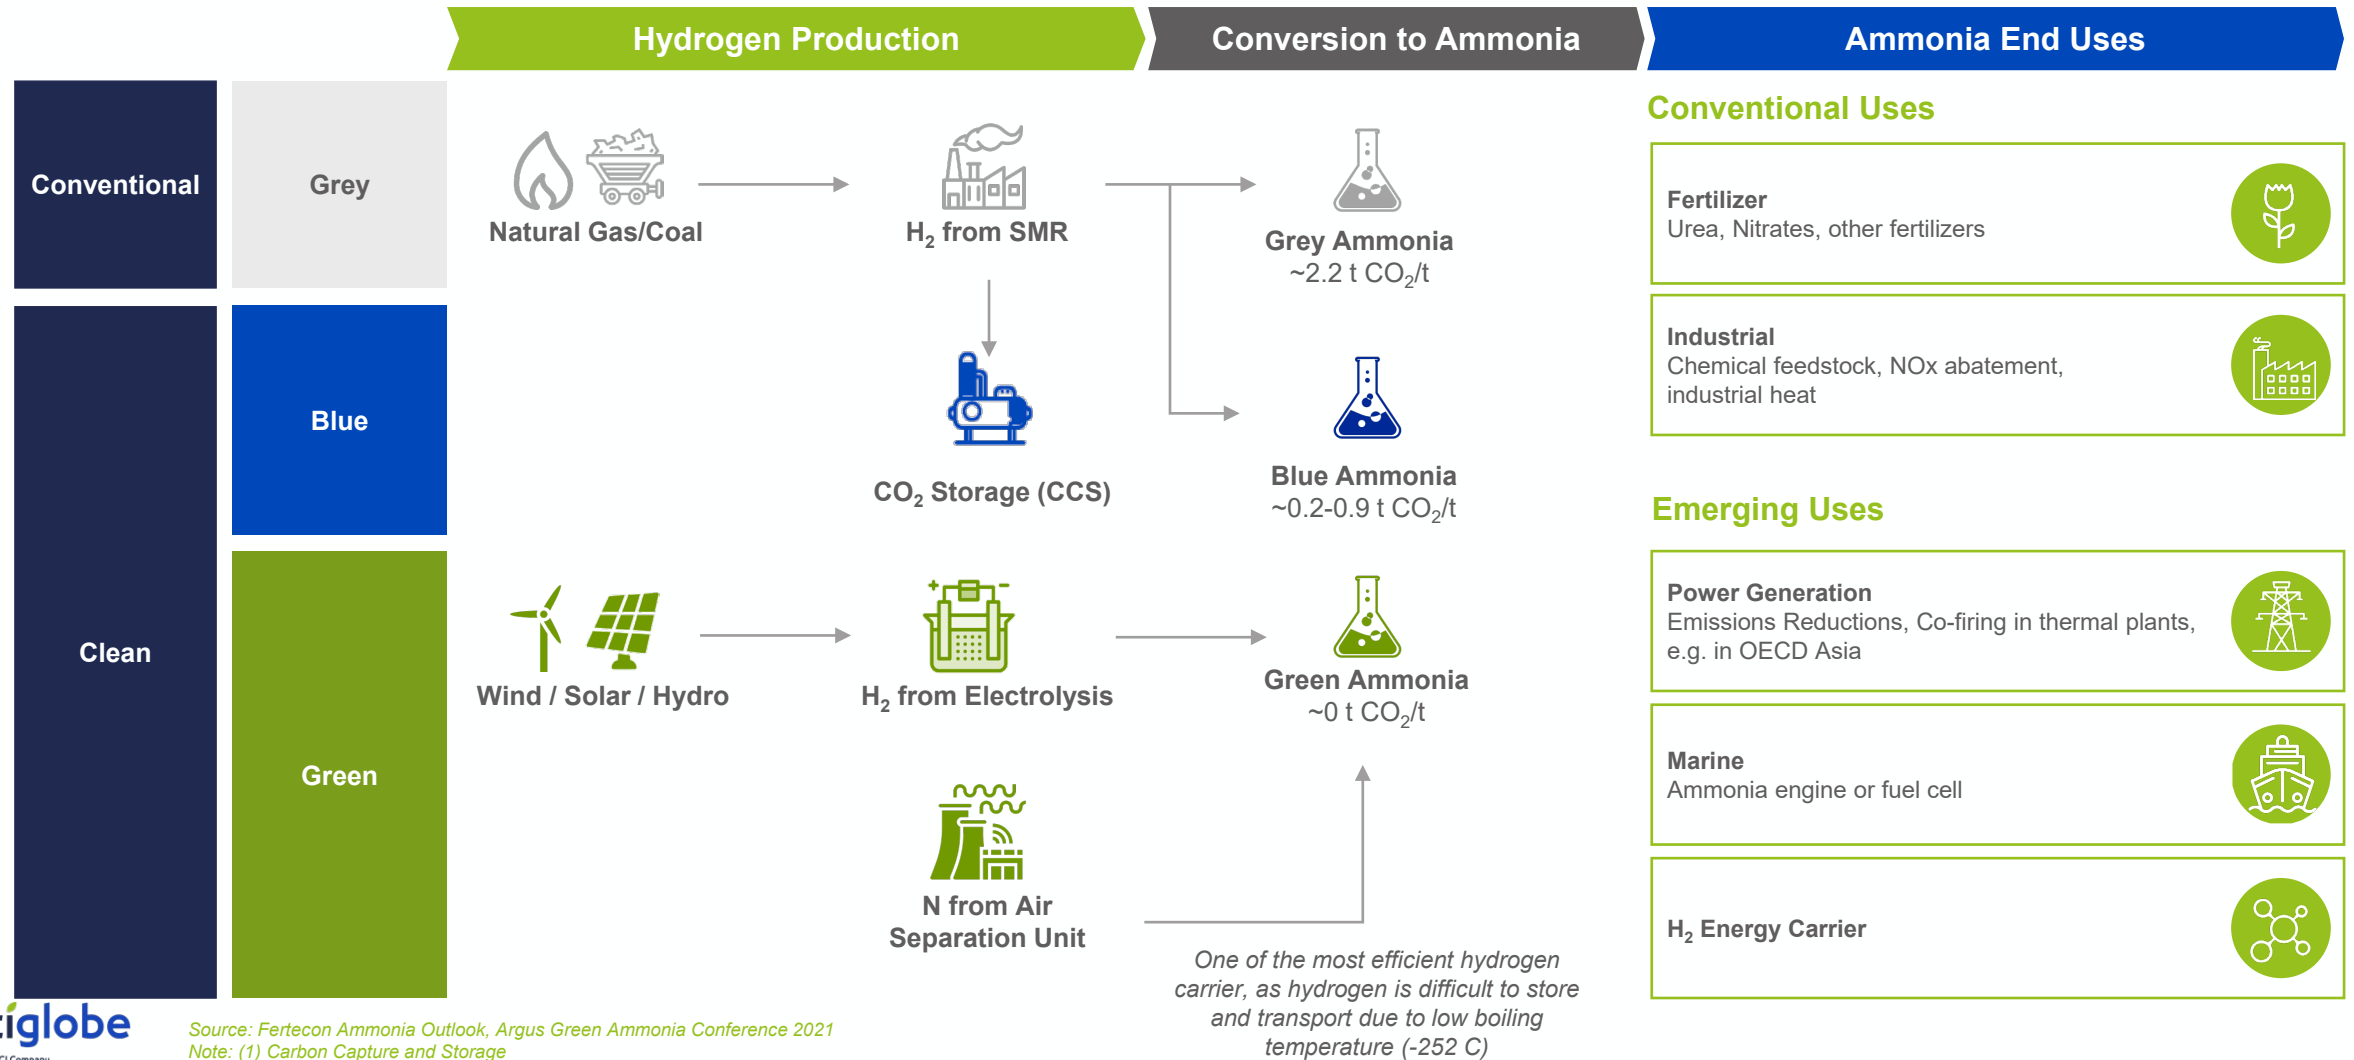 Hydrogen Production
Conversion to Ammonia
Ammonia End Uses
Conventional
Grey
Natural Gas/Coal
H₂ from SMR
Grey Ammonia
~2.2 t CO₂/t
Conventional Uses
Fertilizer
Urea, Nitrates, other fertilizers
Industrial
Chemical feedstock, NOx abatement,
industrial heat
Clean
Blue
CO₂ Storage (CCS)
Blue Ammonia
~0.2-0.9 t CO₂/t
Emerging Uses
Green
Wind / Solar / Hydro
H₂ from Electrolysis
Green Ammonia
~0 t CO₂/t
N from Air
Separation Unit
One of the most efficient hydrogen
carrier, as hydrogen is difficult to store
and transport due to low boiling
temperature (-252 C)
Power Generation
Emissions Reductions, Co-firing in thermal plants,
e.g. in OECD Asia
Marine
Ammonia engine or fuel cell
H₂ Energy Carrier
iglobe
Company
Source: Fertecon Ammonia Outlook, Argus Green Ammonia Conference 2021
Note: (1) Carbon Capture and Storage